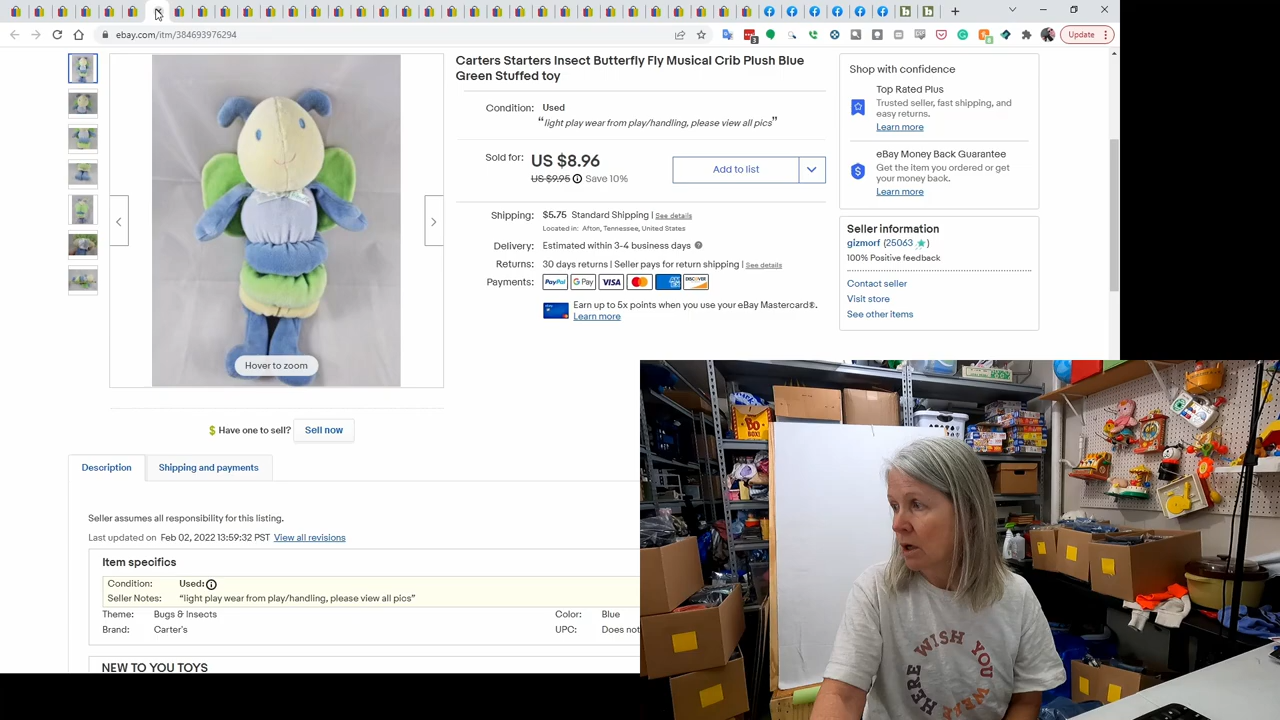 ebay.com/itm/384693976294
Update
3
8
Carters Starters Insect Butterfly Fly Musical Crib Plush Blue
Green Stuffed toy
Condition: Used
“light play wear from play/handling, please view all pics”
Sold for: US $8.96
US $9.95 Save 10%
Add to list
Shipping: $5.75 Standard Shipping | See details
Located in: Afton, Tennessee, United States
Delivery: Estimated within 3-4 business days
Returns: 30 days returns | Seller pays for return shipping | See details
Payments: PayPal G Pay VISA DISCOVER
Earn up to 5x points when you use your eBay Mastercard®.
Learn more
Shop with confidence
Top Rated Plus
Trusted seller, fast shipping, and
easy returns.
Learn more
eBay Money Back Guarantee
Get the item you ordered or get
your money back.
Learn more
Seller information
gizmorf (25063)
100% Positive feedback
Contact seller
Visit store
See other items
Hover to zoom
$ Have one to sell? Sell now
Description Shipping and payments
Seller assumes all responsibility for this listing.
Last updated on Feb 02, 2022 13:59:32 PST View all revisions
Item specifics
Condition: Used:
Seller Notes: “light play wear from play/handling, please view all pics”
Theme: Bugs & Insects Color: Blue
Brand: Carter's UPC: Does not
NEW TO YOU TOYS
BOX!
WISH YOU
HERE